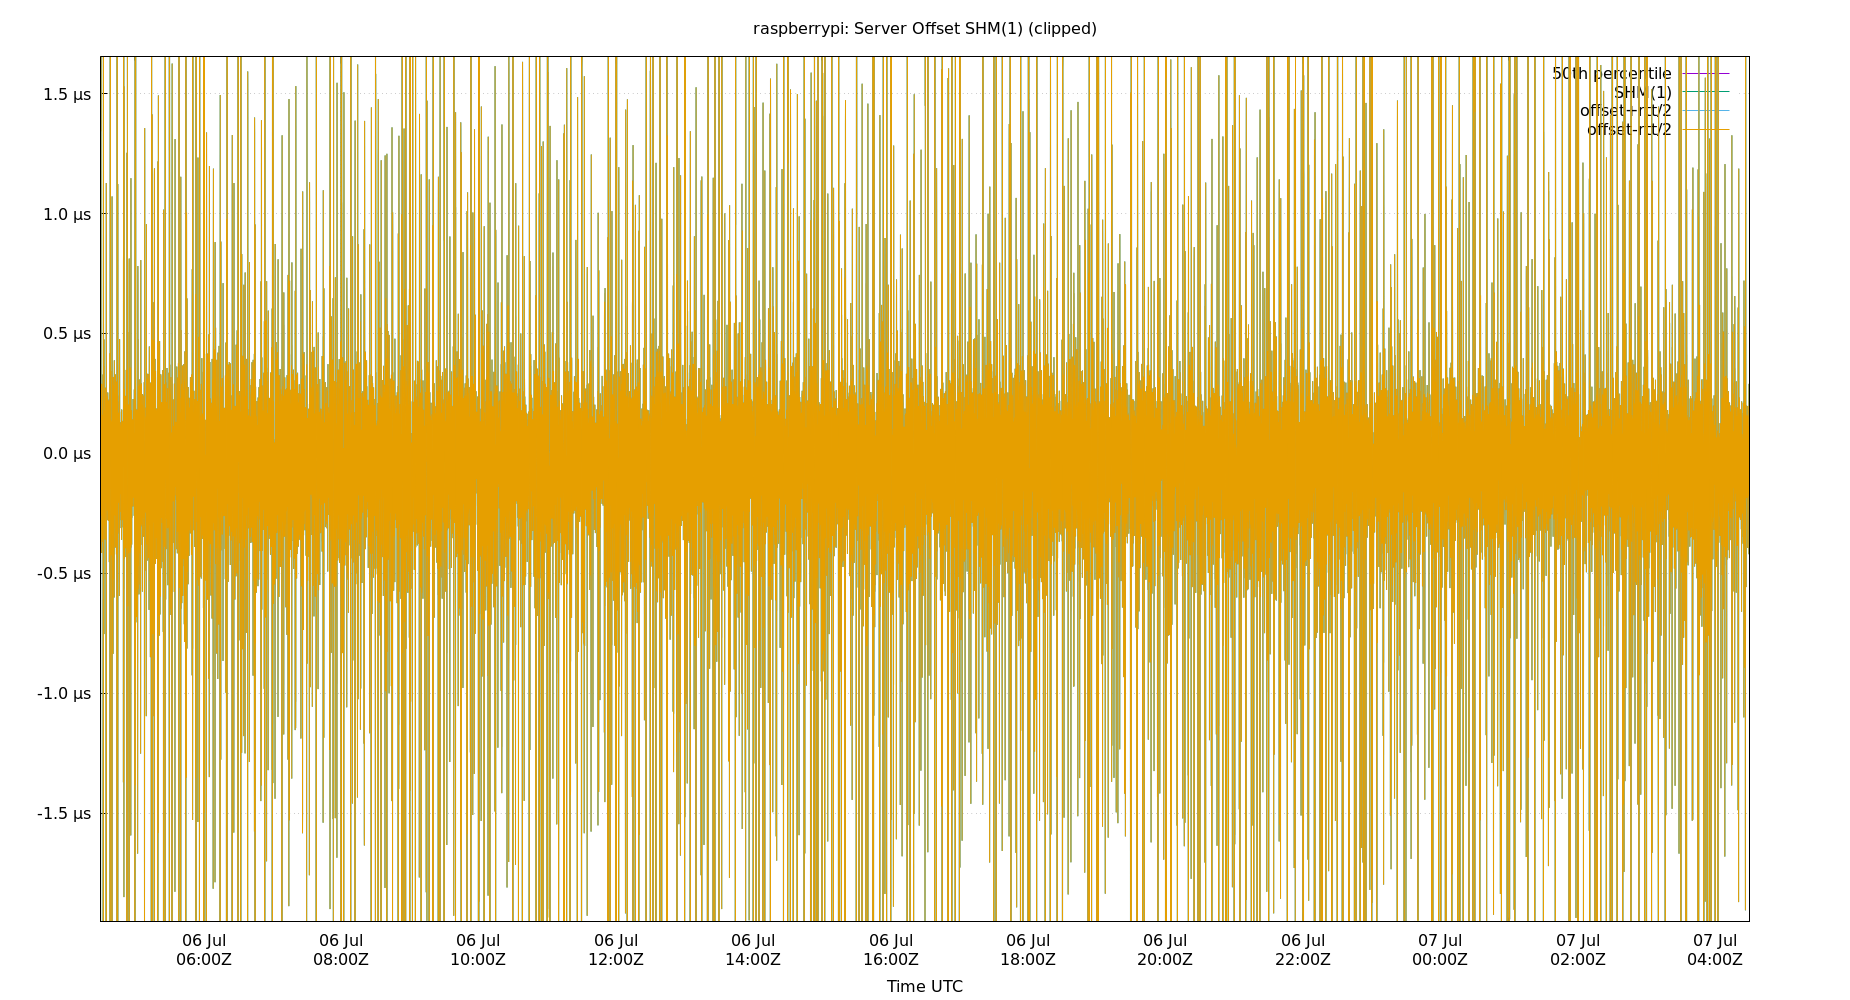 raspberrypi: Server Offset SHM(1) (clipped)
50th percentile
SHM(1)
offset+rtt/2
offset-rtt/2
1.5 µs
1.0 µs
0.5 µs
0.0 µs
-0.5 µs
-1.0 µs
-1.5 µs
06 Jul 06 Jul 06 Jul 06 Jul 06 Jul 06 Jul 06 Jul 06 Jul 06 Jul 07 Jul 07 Jul 07 Jul
06:00Z 08:00Z 10:00Z 12:00Z 14:00Z 16:00Z 18:00Z 20:00Z 22:00Z 00:00Z 02:00Z 04:00Z
Time UTC